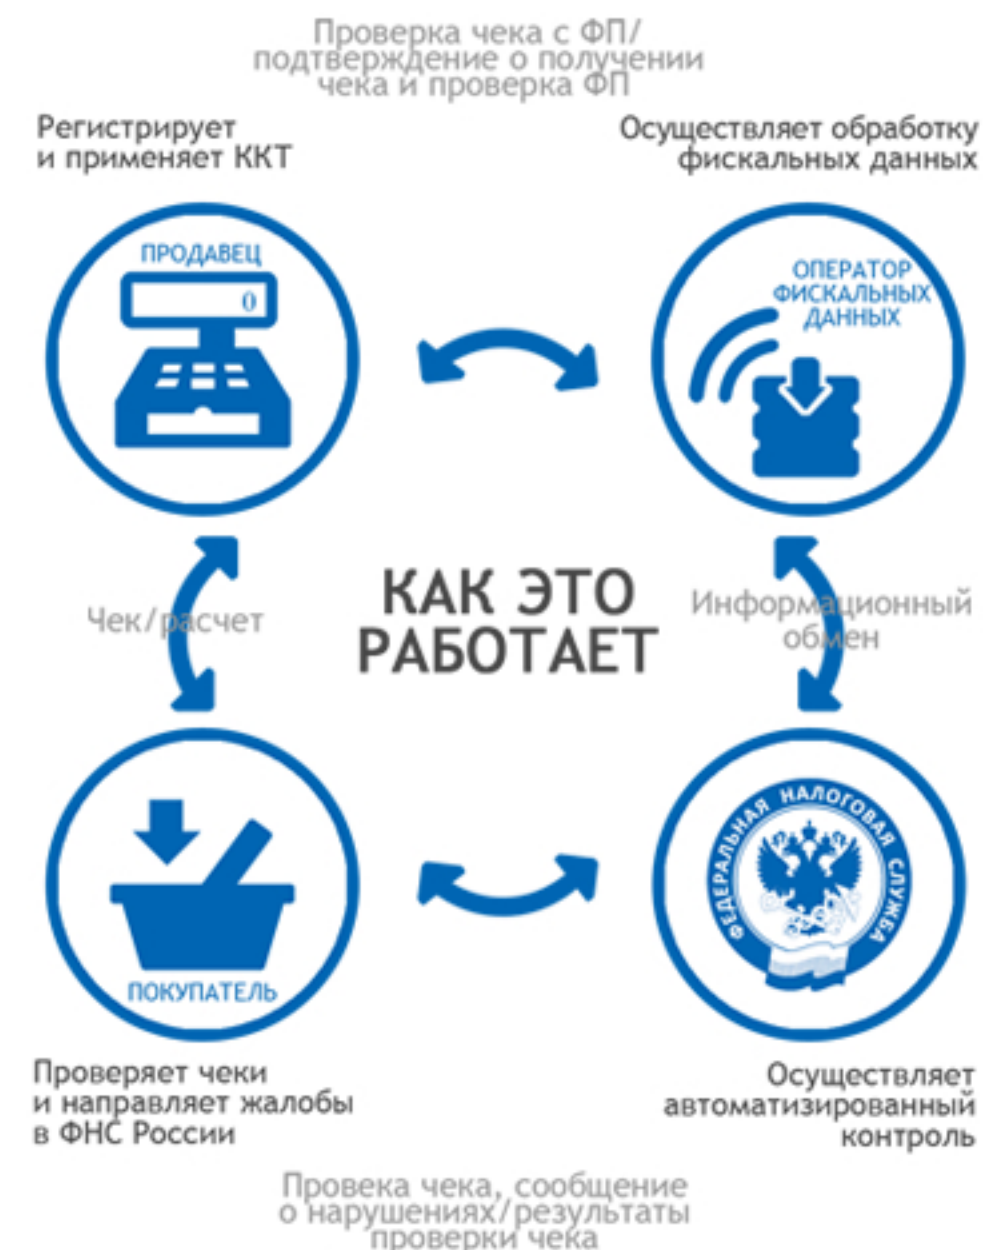 Проверка чека с ФП/
подтверждение о получении
чека и проверка ФП
Регистрирует
и применяет ККТ
Осуществляет обработку
фискальных данных
ПРОДАВЕЦ
0
ОПЕРАТОР
ФИСКАЛЬНЫХ
ДАННЫХ
Чек/расчет
КАК ЭТО
РАБОТАЕТ
Информационный
обмен
ФЕДЕРАЛЬНАЯ НАЛОГОВАЯ СЛУЖБА
ПОКУПАТЕЛЬ
Проверяет чеки
и направляет жалобы
в ФНС России
Осуществляет
автоматизированный
контроль
Провека чека, сообщение
о нарушениях/результаты
проверки чека